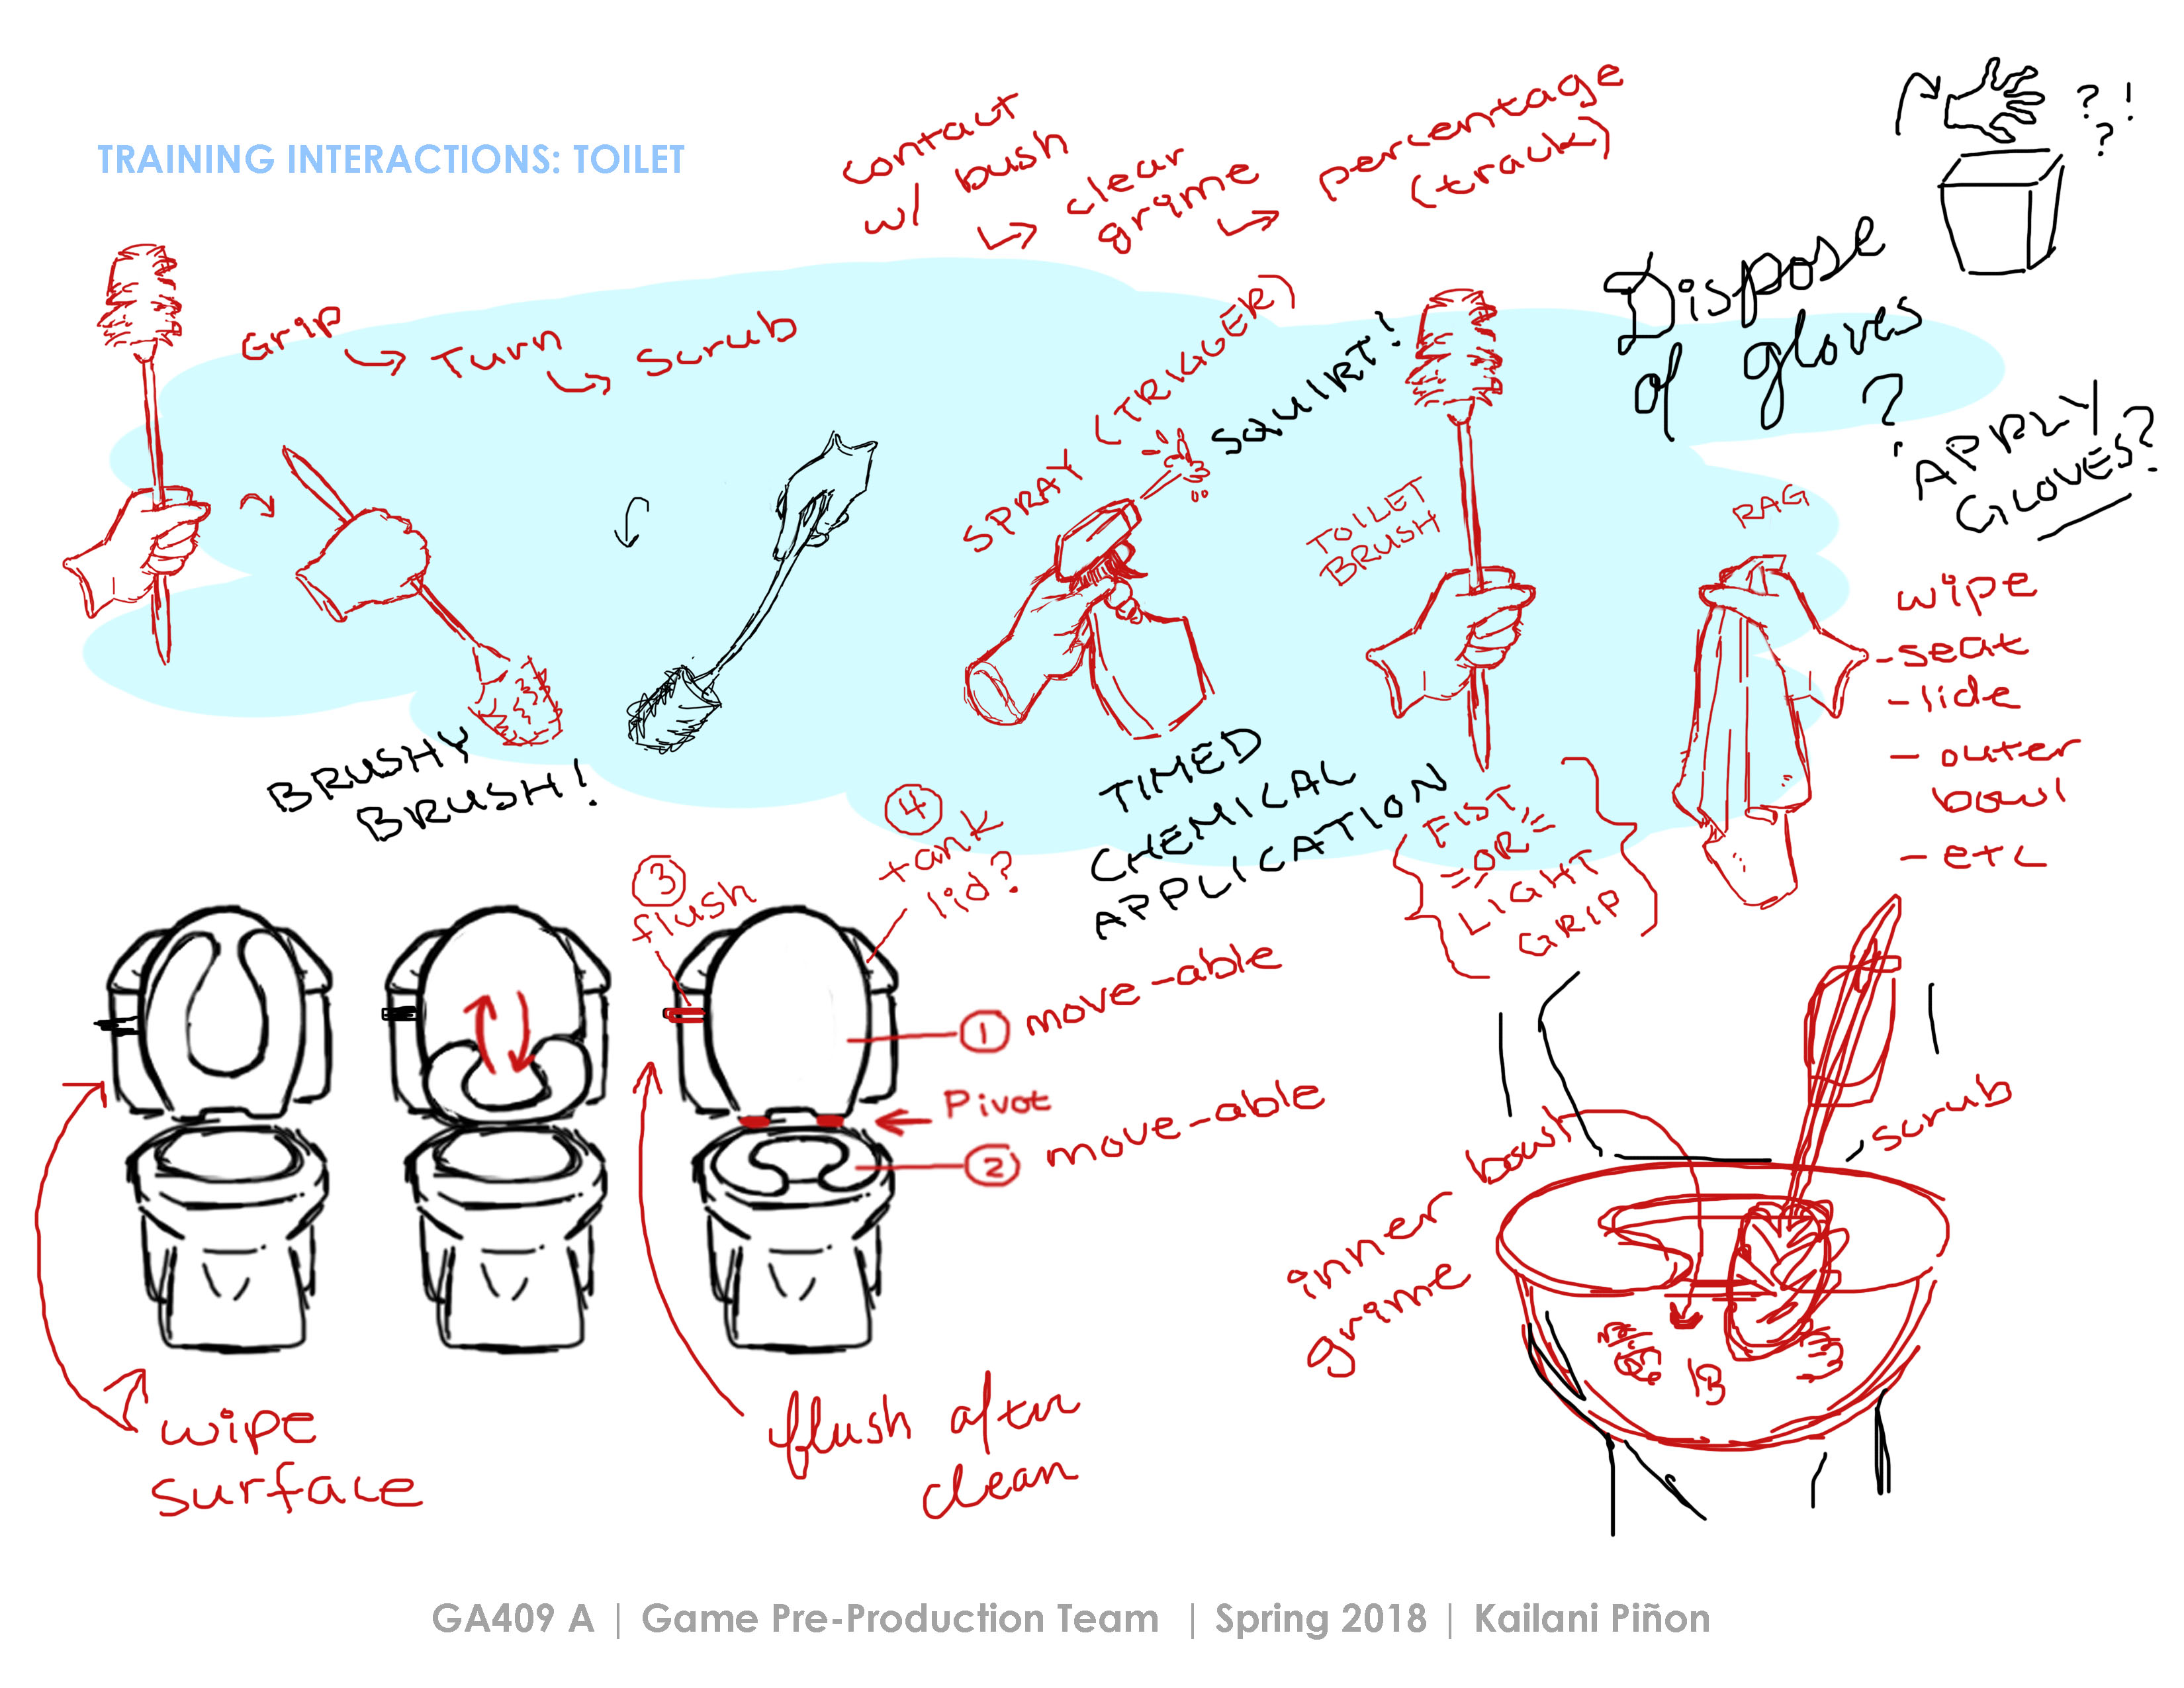 TRAINING INTERACTIONS: TOILET
contact
w/ bush
↳ clear
grime
↳ percentage
(track)
? !
?
Dispose
of gloves
?
APPLY
GLOVES?
Grip ↳ Turn ↳ Scrub
BRUSHY
BRUSH!
SPRAY (TRIGGER)
SQUIRT!
TIMED
CHEMICAL
APPLICATION
TOILET
BRUSH
FIST
OR
LIGHT
GRIP
RAG
wipe
-seat
-lide
- outer
bowl
- etc
3
flush
4
tank
lid?
1 move-able
Pivot
2 move-able
wipe
surface
flush after
clean
inner bowl
grime
scrub
GA409 A | Game Pre-Production Team | Spring 2018 | Kailani Piñon